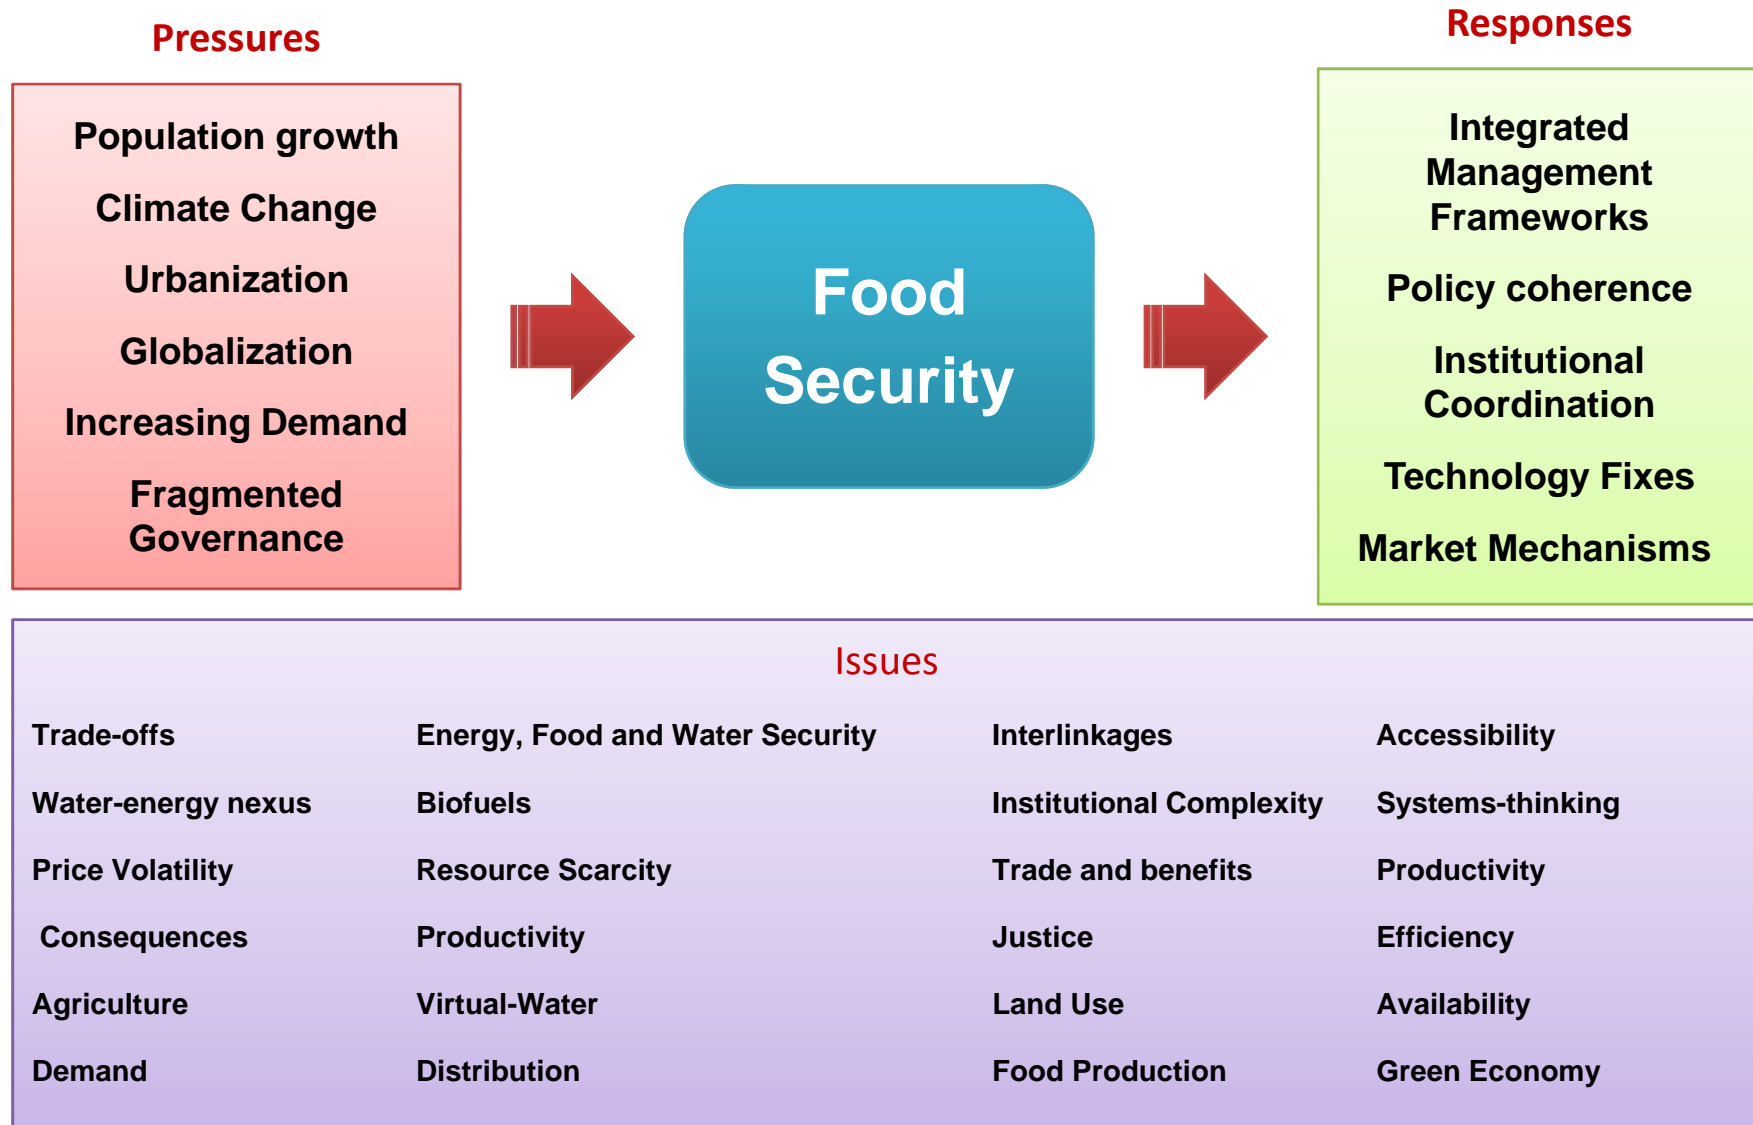 Pressures
Population growth
Climate Change
Urbanization
Globalization
Increasing Demand
Fragmented
Governance
Food
Security
Responses
Integrated
Management
Frameworks
Policy coherence
Institutional
Coordination
Technology Fixes
Market Mechanisms
Issues
Trade-offs Energy, Food and Water Security Interlinkages Accessibility
Water-energy nexus Biofuels Institutional Complexity Systems-thinking
Price Volatility Resource Scarcity Trade and benefits Productivity
Consequences Productivity Justice Efficiency
Agriculture Virtual-Water Land Use Availability
Demand Distribution Food Production Green Economy